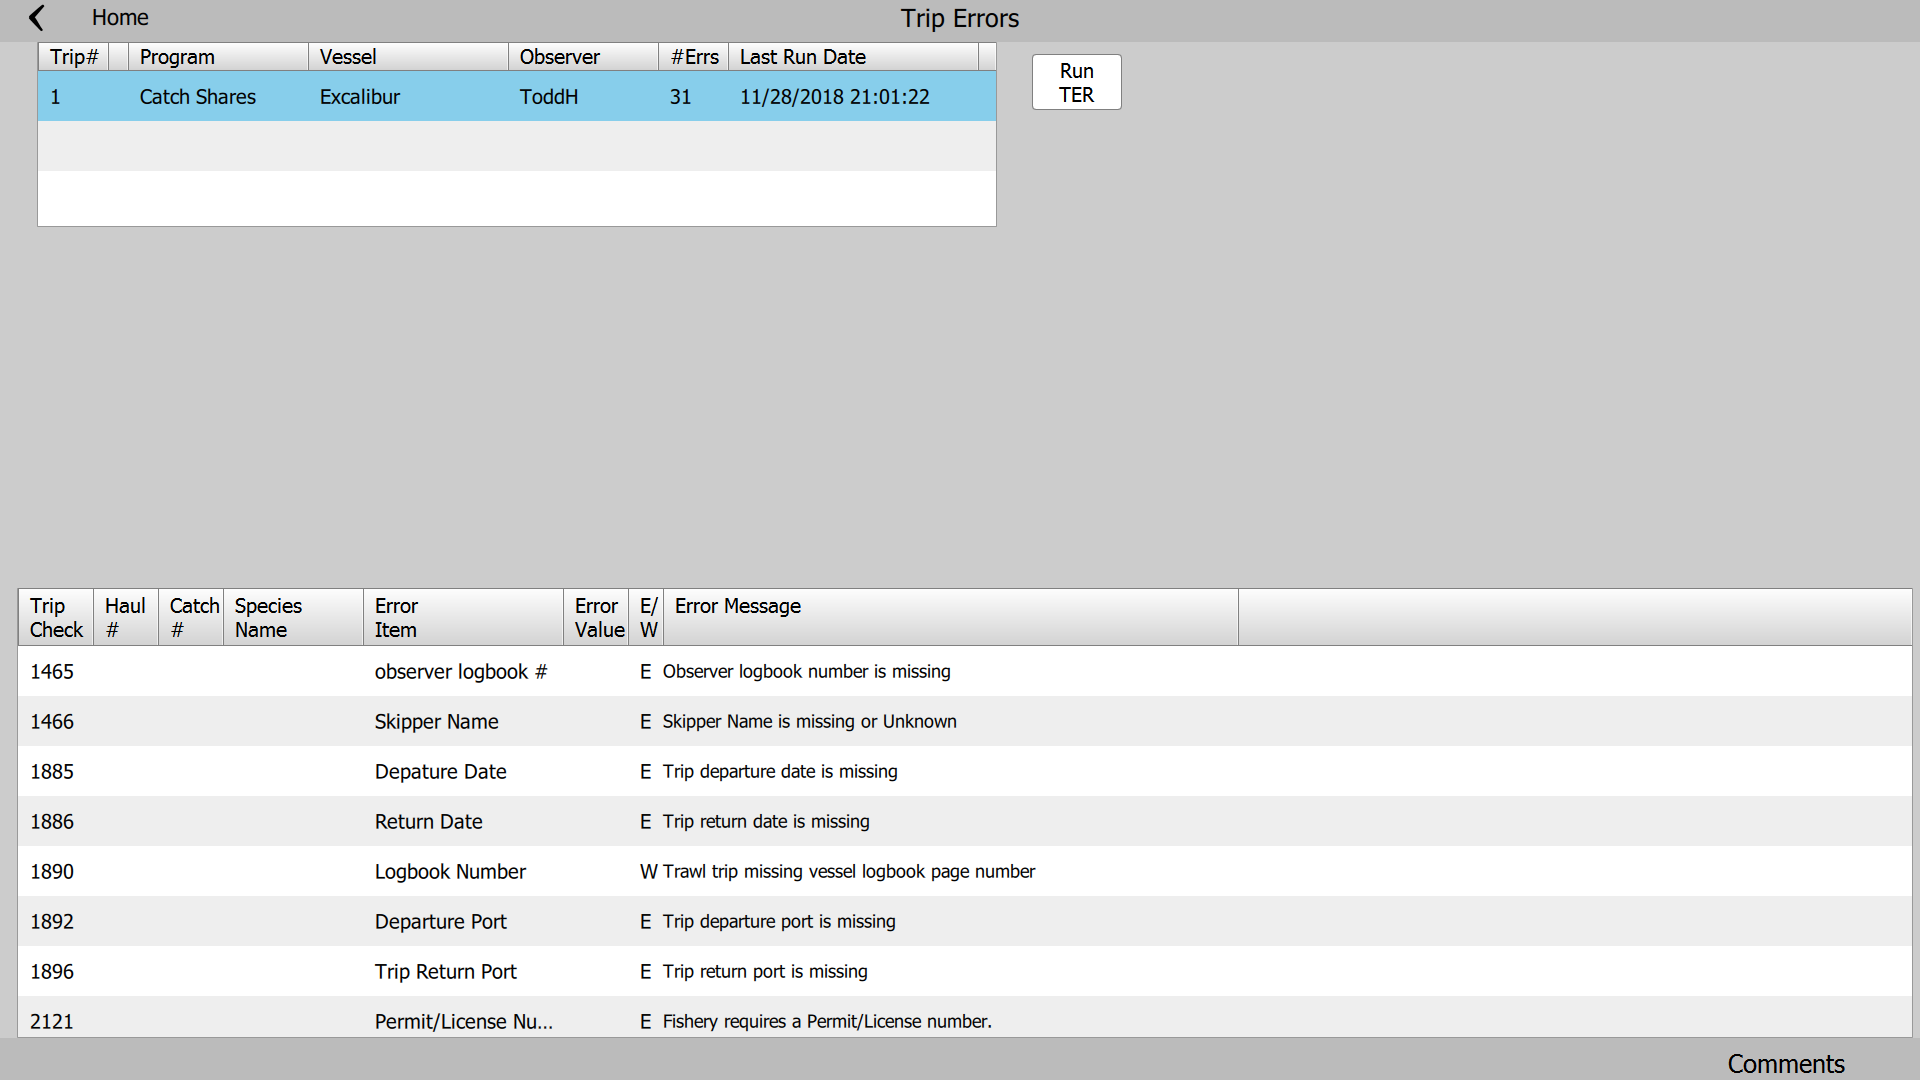 Home
Trip Errors
Trip# Program Vessel Observer #Errs Last Run Date
1 Catch Shares Excalibur ToddH 31 11/28/2018 21:01:22
Run
TER
Trip Haul Catch Species Error Error E/ Error Message
Check # # Name Item Value W
1465 observer logbook # E Observer logbook number is missing
1466 Skipper Name E Skipper Name is missing or Unknown
1885 Depature Date E Trip departure date is missing
1886 Return Date E Trip return date is missing
1890 Logbook Number W Trawl trip missing vessel logbook page number
1892 Departure Port E Trip departure port is missing
1896 Trip Return Port E Trip return port is missing
2121 Permit/License Nu... E Fishery requires a Permit/License number.
Comments